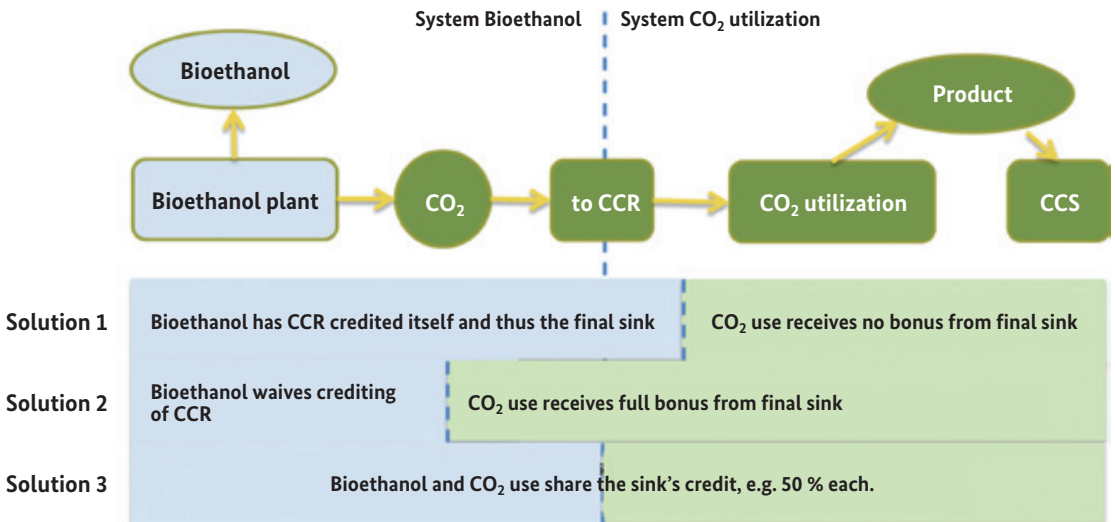 System Bioethanol
System CO₂ utilization
Bioethanol
Product
Bioethanol plant
CO₂
to CCR
CO₂ utilization
CCS
Solution 1
Bioethanol has CCR credited itself and thus the final sink
CO₂ use receives no bonus from final sink
Solution 2
Bioethanol waives crediting
of CCR
CO₂ use receives full bonus from final sink
Solution 3
Bioethanol and CO₂ use share the sink’s credit, e.g. 50 % each.